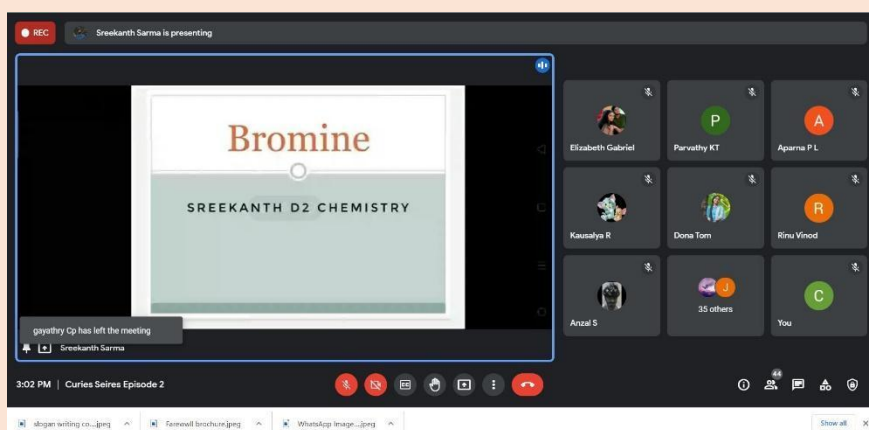 REC
Sreekanth Sarma is presenting
Bromine
SREEKANTH D2 CHEMISTRY
gayathry Cp has left the meeting
Sreekanth Sarma
P
A
Elizabeth Gabriel
Parvathy KT
Aparna P L
R
Kausalya R
Dona Tom
Rinu Vinod
J
C
Anzal S
35 others
You
3:02 PM | Curies Seires Episode 2
44
slogan writing co....jpeg
Farewell brochure.jpeg
WhatsApp Image...jpeg
Show all